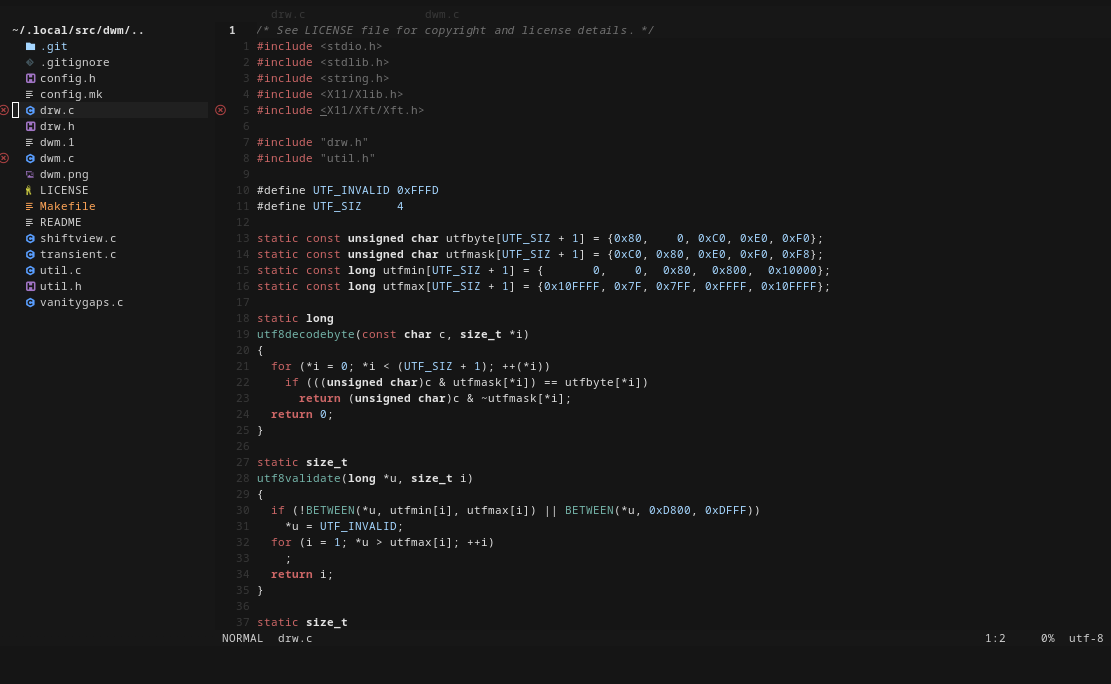 drw.c dwm.c
~/.local/src/dwm/..
.git
.gitignore
config.h
config.mk
drw.c
drw.h
dwm.1
dwm.c
dwm.png
LICENSE
Makefile
README
shiftview.c
transient.c
util.c
util.h
vanitygaps.c
1 /* See LICENSE file for copyright and license details. */
1 #include <stdio.h>
2 #include <stdlib.h>
3 #include <string.h>
4 #include <X11/Xlib.h>
5 #include <X11/Xft/Xft.h>
6
7 #include "drw.h"
8 #include "util.h"
9
10 #define UTF_INVALID 0xFFFD
11 #define UTF_SIZ     4
12
13 static const unsigned char utfbyte[UTF_SIZ + 1] = {0x80,    0, 0xC0, 0xE0, 0xF0};
14 static const unsigned char utfmask[UTF_SIZ + 1] = {0xC0, 0x80, 0xE0, 0xF0, 0xF8};
15 static const long utfmin[UTF_SIZ + 1] = {       0,    0,  0x80,  0x800,  0x10000};
16 static const long utfmax[UTF_SIZ + 1] = {0x10FFFF, 0x7F, 0x7FF, 0xFFFF, 0x10FFFF};
17
18 static long
19 utf8decodebyte(const char c, size_t *i)
20 {
21   for (*i = 0; *i < (UTF_SIZ + 1); ++(*i))
22     if (((unsigned char)c & utfmask[*i]) == utfbyte[*i])
23       return (unsigned char)c & ~utfmask[*i];
24   return 0;
25 }
26
27 static size_t
28 utf8validate(long *u, size_t i)
29 {
30   if (!BETWEEN(*u, utfmin[i], utfmax[i]) || BETWEEN(*u, 0xD800, 0xDFFF))
31     *u = UTF_INVALID;
32   for (i = 1; *u > utfmax[i]; ++i)
33     ;
34   return i;
35 }
36
37 static size_t
NORMAL  drw.c 1:2 0% utf-8